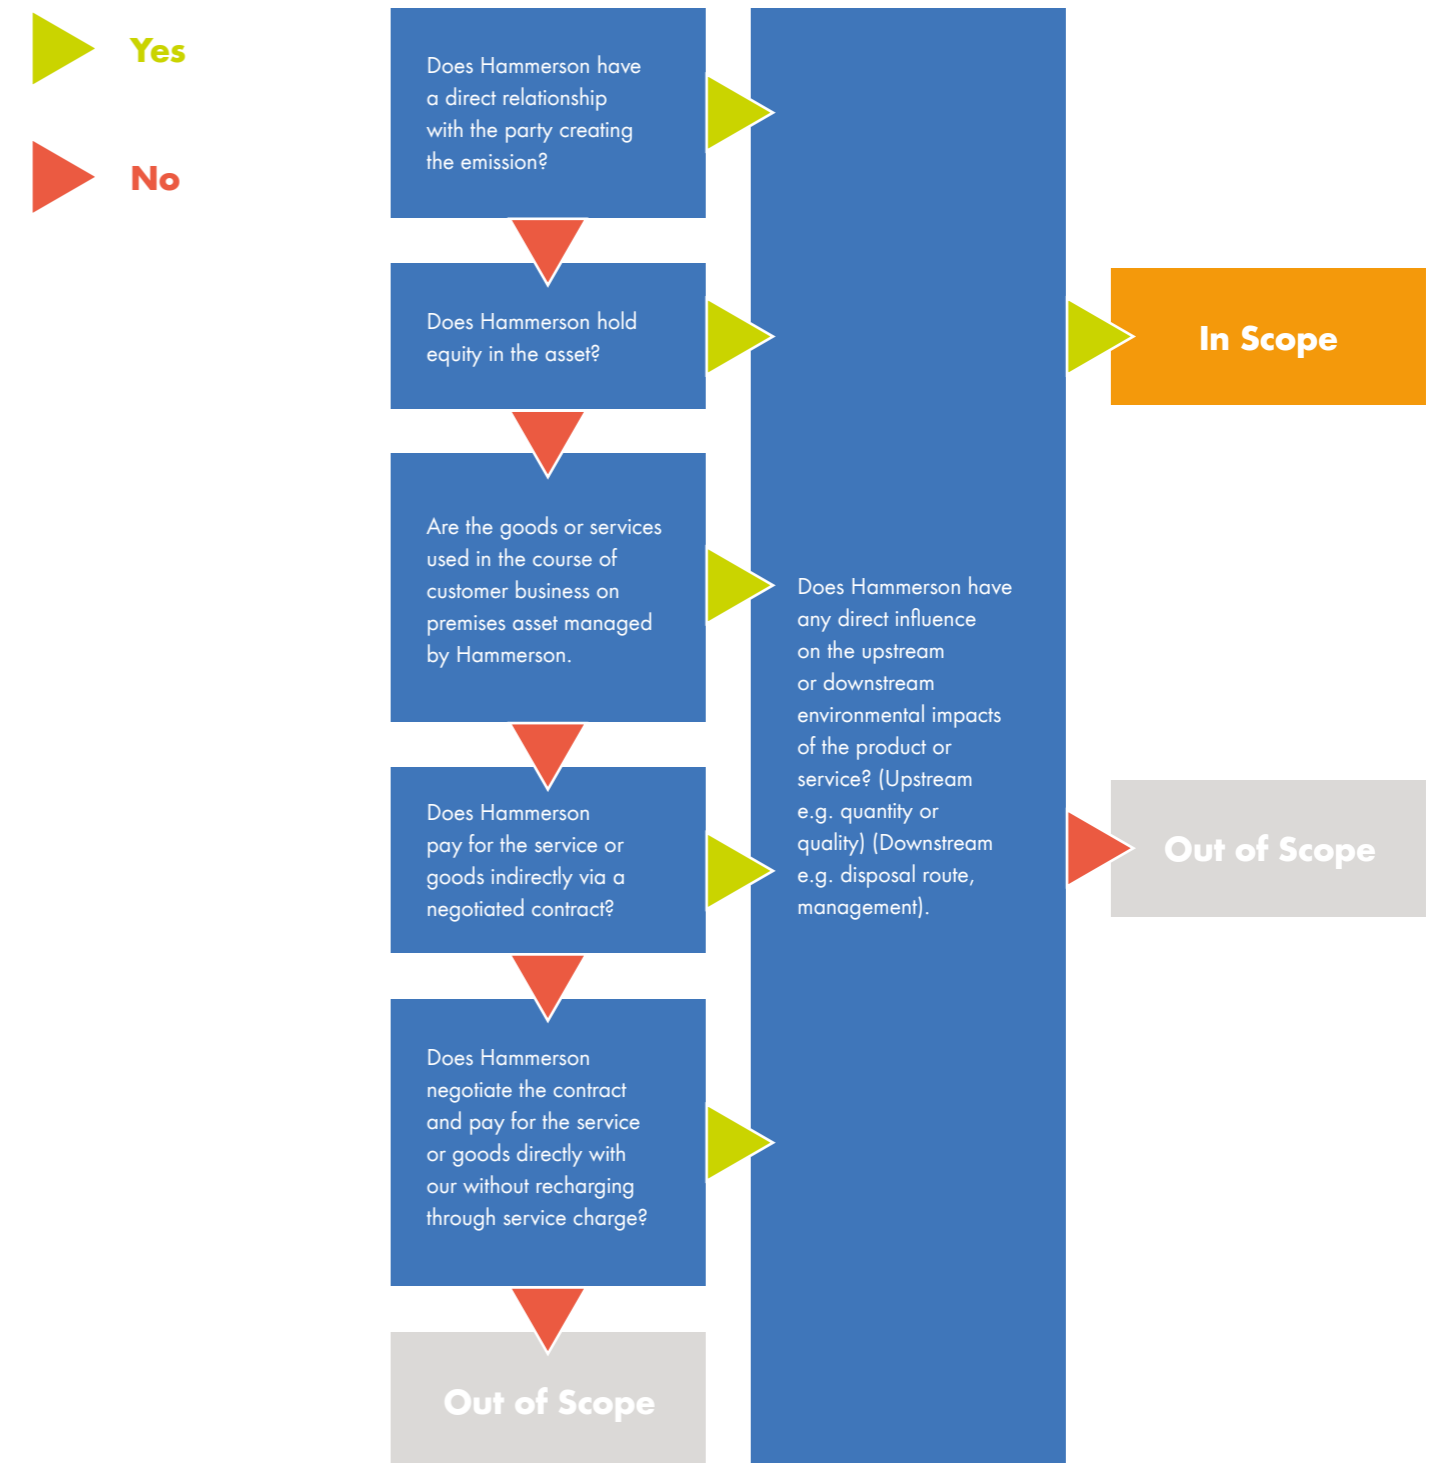 Yes
No
Does Hammerson have
a direct relationship
with the party creating
the emission?
Does Hammerson hold
equity in the asset?
Are the goods or services
used in the course of
customer business on
premises asset managed
by Hammerson.
Does Hammerson
pay for the service or
goods indirectly via a
negotiated contract?
Does Hammerson
negotiate the contract
and pay for the service
or goods directly with
our without recharging
through service charge?
Out of Scope
Does Hammerson have
any direct influence
on the upstream
or downstream
environmental impacts
of the product or
service? (Upstream
e.g. quantity or
quality) (Downstream
e.g. disposal route,
management).
In Scope
Out of Scope